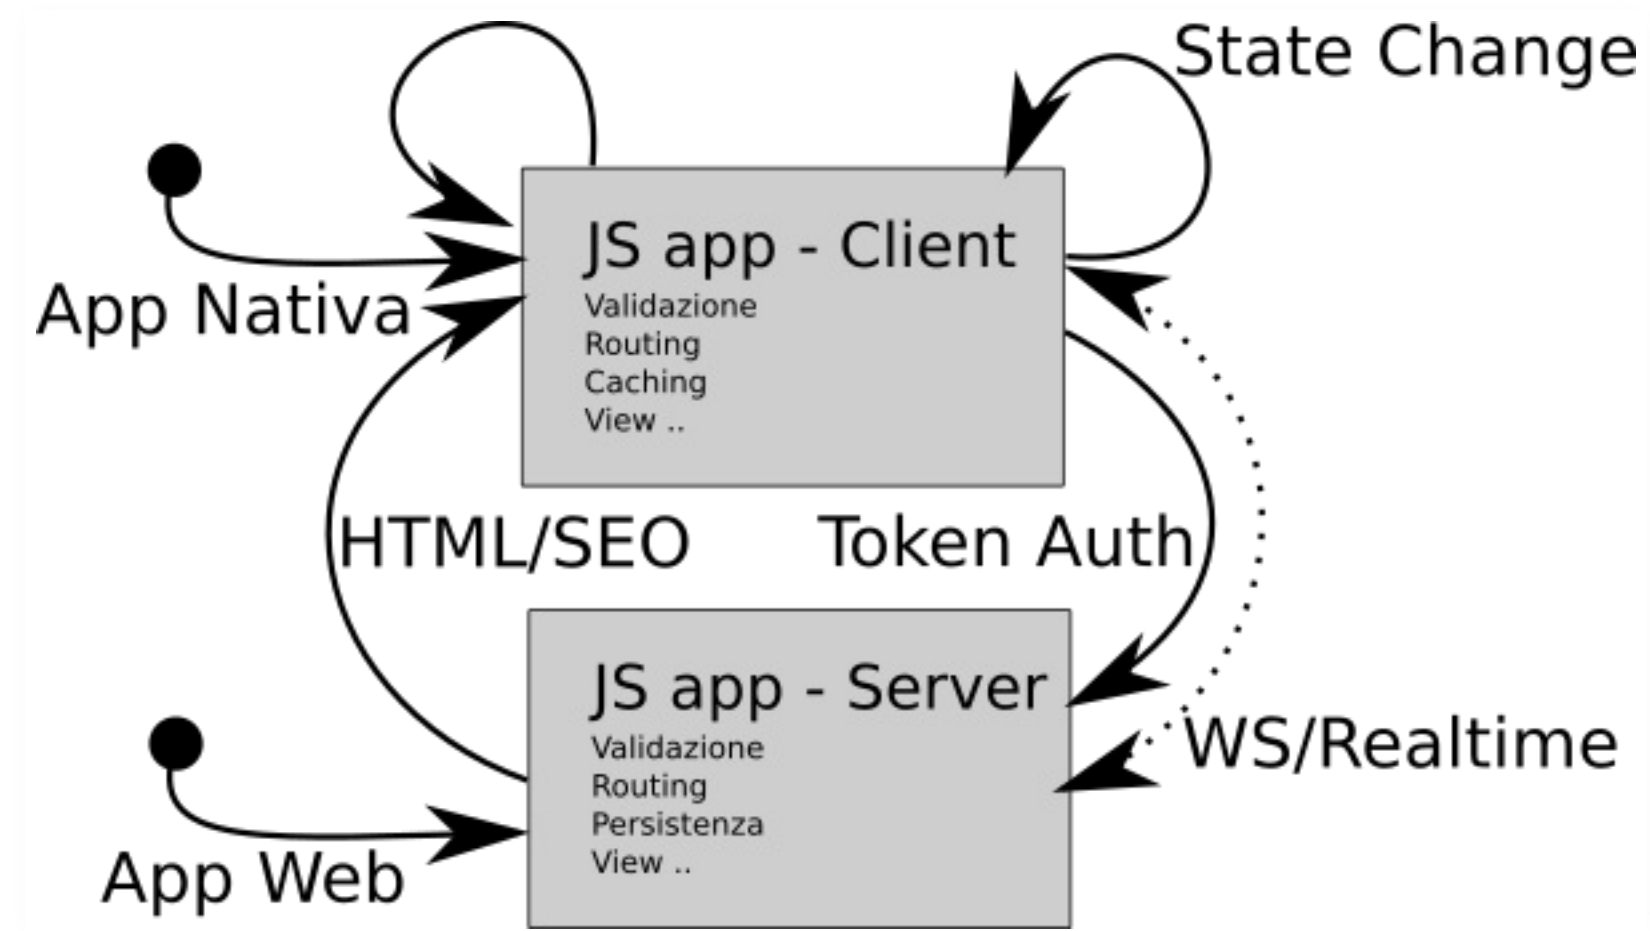 State Change
JS app - Client
Validazione
Routing
Caching
View ..
App Nativa
HTML/SEO
Token Auth
JS app - Server
Validazione
Routing
Persistenza
View ..
WS/Realtime
App Web